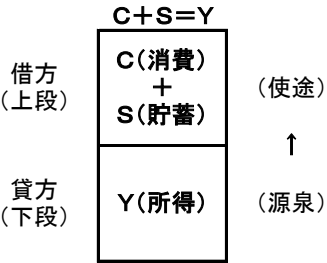 C+S=Y
借方
(上段)
C(消費)
+
S(貯蓄)
(使途)
↑
貸方
(下段)
Y(所得)
(源泉)